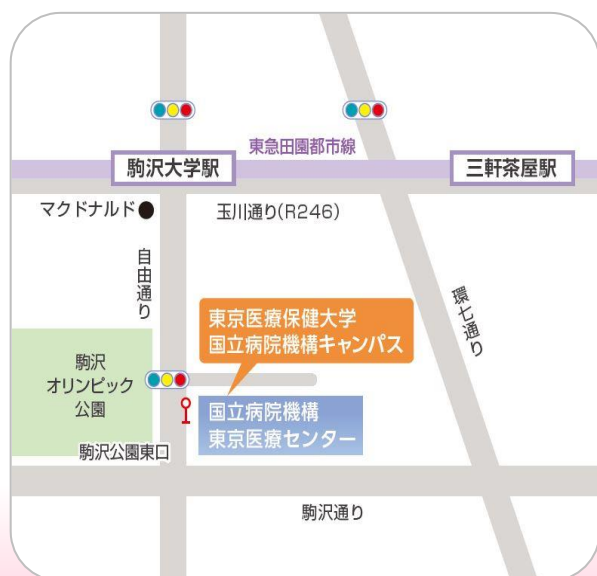 東急田園都市線
駒沢大学駅
三軒茶屋駅
マクドナルド
玉川通り(R246)
自由通り
環七通り
東京医療保健大学
国立病院機構キャンパス
駒沢
オリンピック
公園
国立病院機構
東京医療センター
駒沢公園東口
駒沢通り